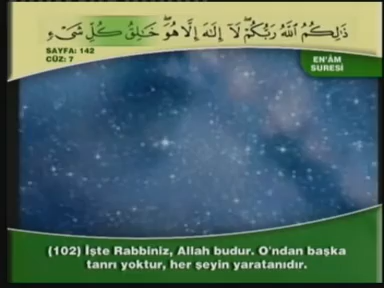 ذَٰلِكُمُ اللَّهُ رَبُّكُمْ ۖ لَا إِلَٰهَ إِلَّا هُوَ ۖ خَالِقُ كُلِّ شَيْءٍ
SAYFA: 142
CÜZ: 7
EN'ÂM
SURESİ
(102) İşte Rabbiniz, Allah budur. O'ndan başka
tanrı yoktur, her şeyin yaratanıdır.